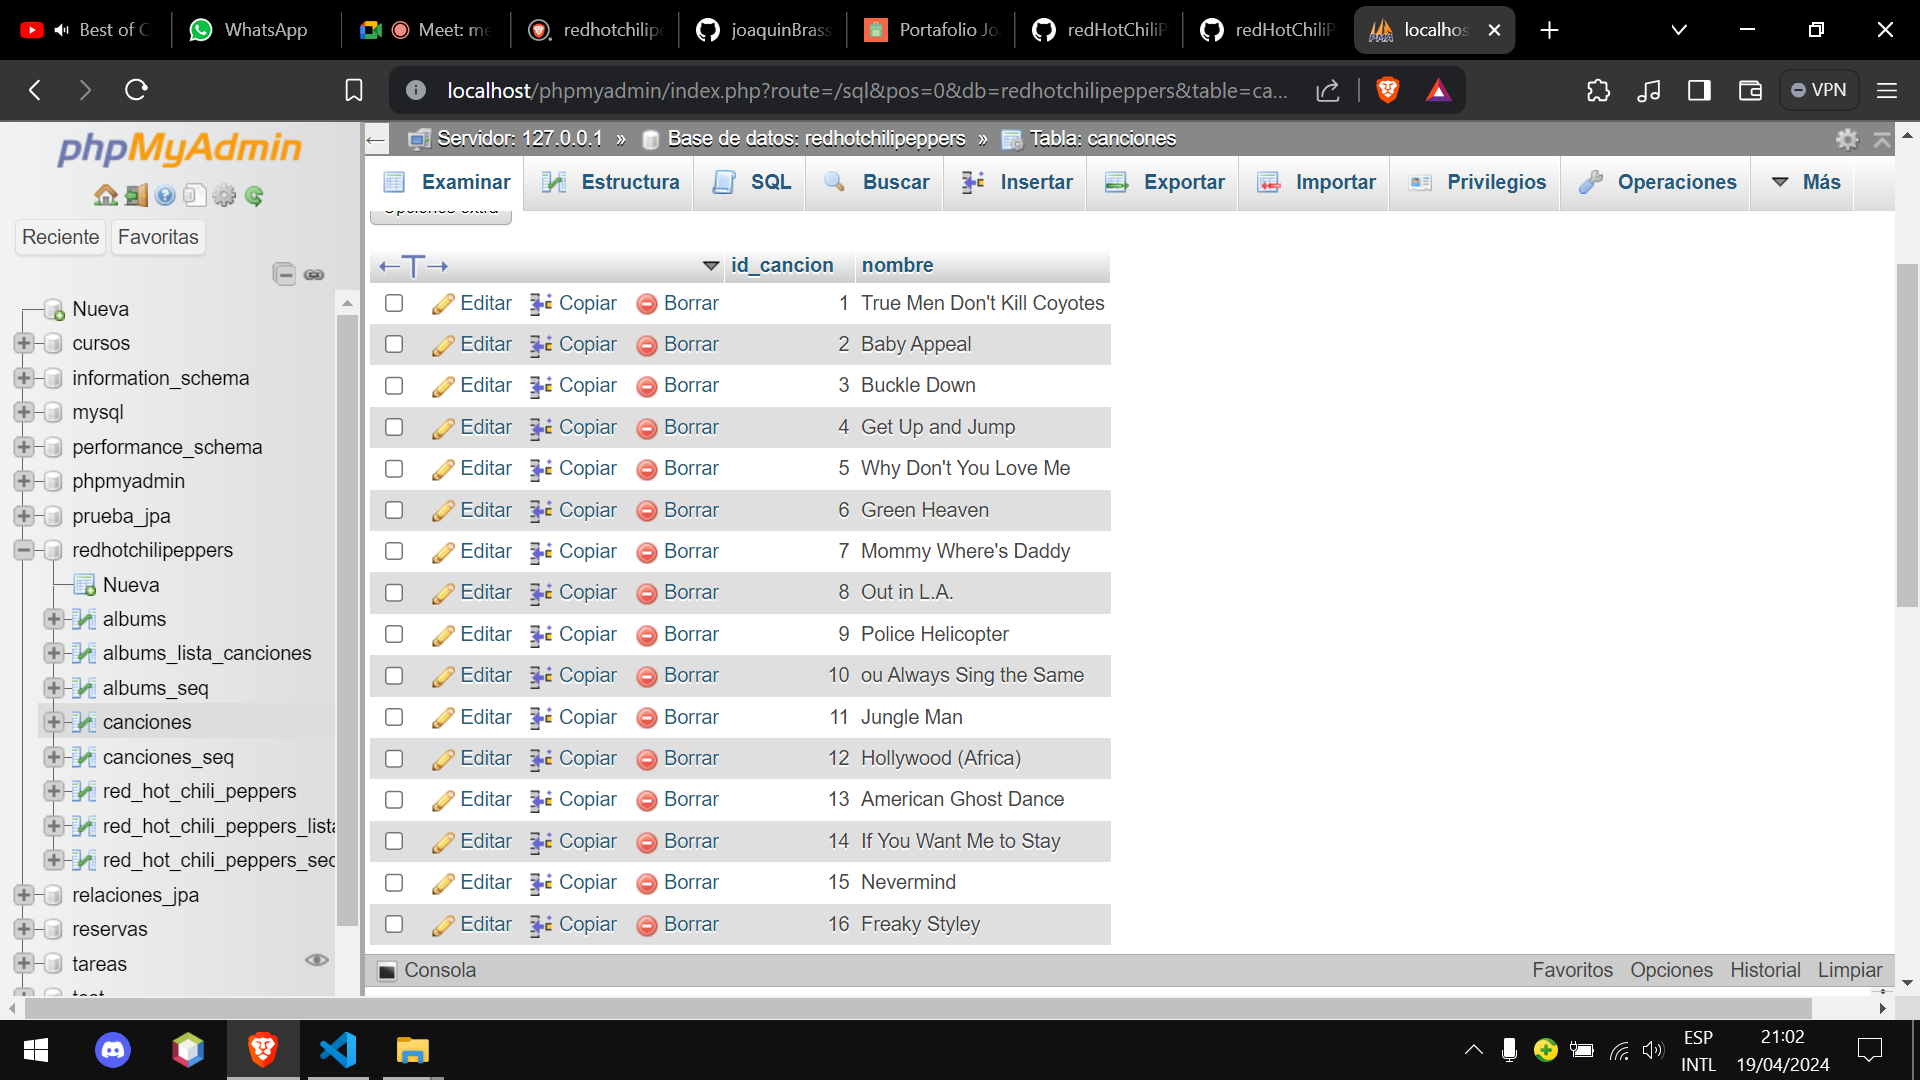 Best of C
WhatsApp
Meet: me
redhotchilipe
joaquinBrass
Portafolio Jo
redHotChiliP
redHotChiliP
localhos
localhost/phpmyadmin/index.php?route=/sql&pos=0&db=redhotchilipeppers&table=ca...
VPN
phpMyAdmin
Reciente
Favoritas
Nueva
cursos
information_schema
mysql
performance_schema
phpmyadmin
prueba_jpa
redhotchilipeppers
Nueva
albums
albums_lista_canciones
albums_seq
canciones
canciones_seq
red_hot_chili_peppers
red_hot_chili_peppers_lista
red_hot_chili_peppers_sec
relaciones_jpa
reservas
tareas
test
Servidor: 127.0.0.1 » Base de datos: redhotchilipeppers » Tabla: canciones
Examinar
Estructura
SQL
Buscar
Insertar
Exportar
Importar
Privilegios
Operaciones
Más
Opciones extra
←T→ id_cancion nombre
Editar Copiar Borrar 1 True Men Don't Kill Coyotes
Editar Copiar Borrar 2 Baby Appeal
Editar Copiar Borrar 3 Buckle Down
Editar Copiar Borrar 4 Get Up and Jump
Editar Copiar Borrar 5 Why Don't You Love Me
Editar Copiar Borrar 6 Green Heaven
Editar Copiar Borrar 7 Mommy Where's Daddy
Editar Copiar Borrar 8 Out in L.A.
Editar Copiar Borrar 9 Police Helicopter
Editar Copiar Borrar 10 ou Always Sing the Same
Editar Copiar Borrar 11 Jungle Man
Editar Copiar Borrar 12 Hollywood (Africa)
Editar Copiar Borrar 13 American Ghost Dance
Editar Copiar Borrar 14 If You Want Me to Stay
Editar Copiar Borrar 15 Nevermind
Editar Copiar Borrar 16 Freaky Styley
Consola
Favoritos
Opciones
Historial
Limpiar
ESP
INTL
21:02
19/04/2024